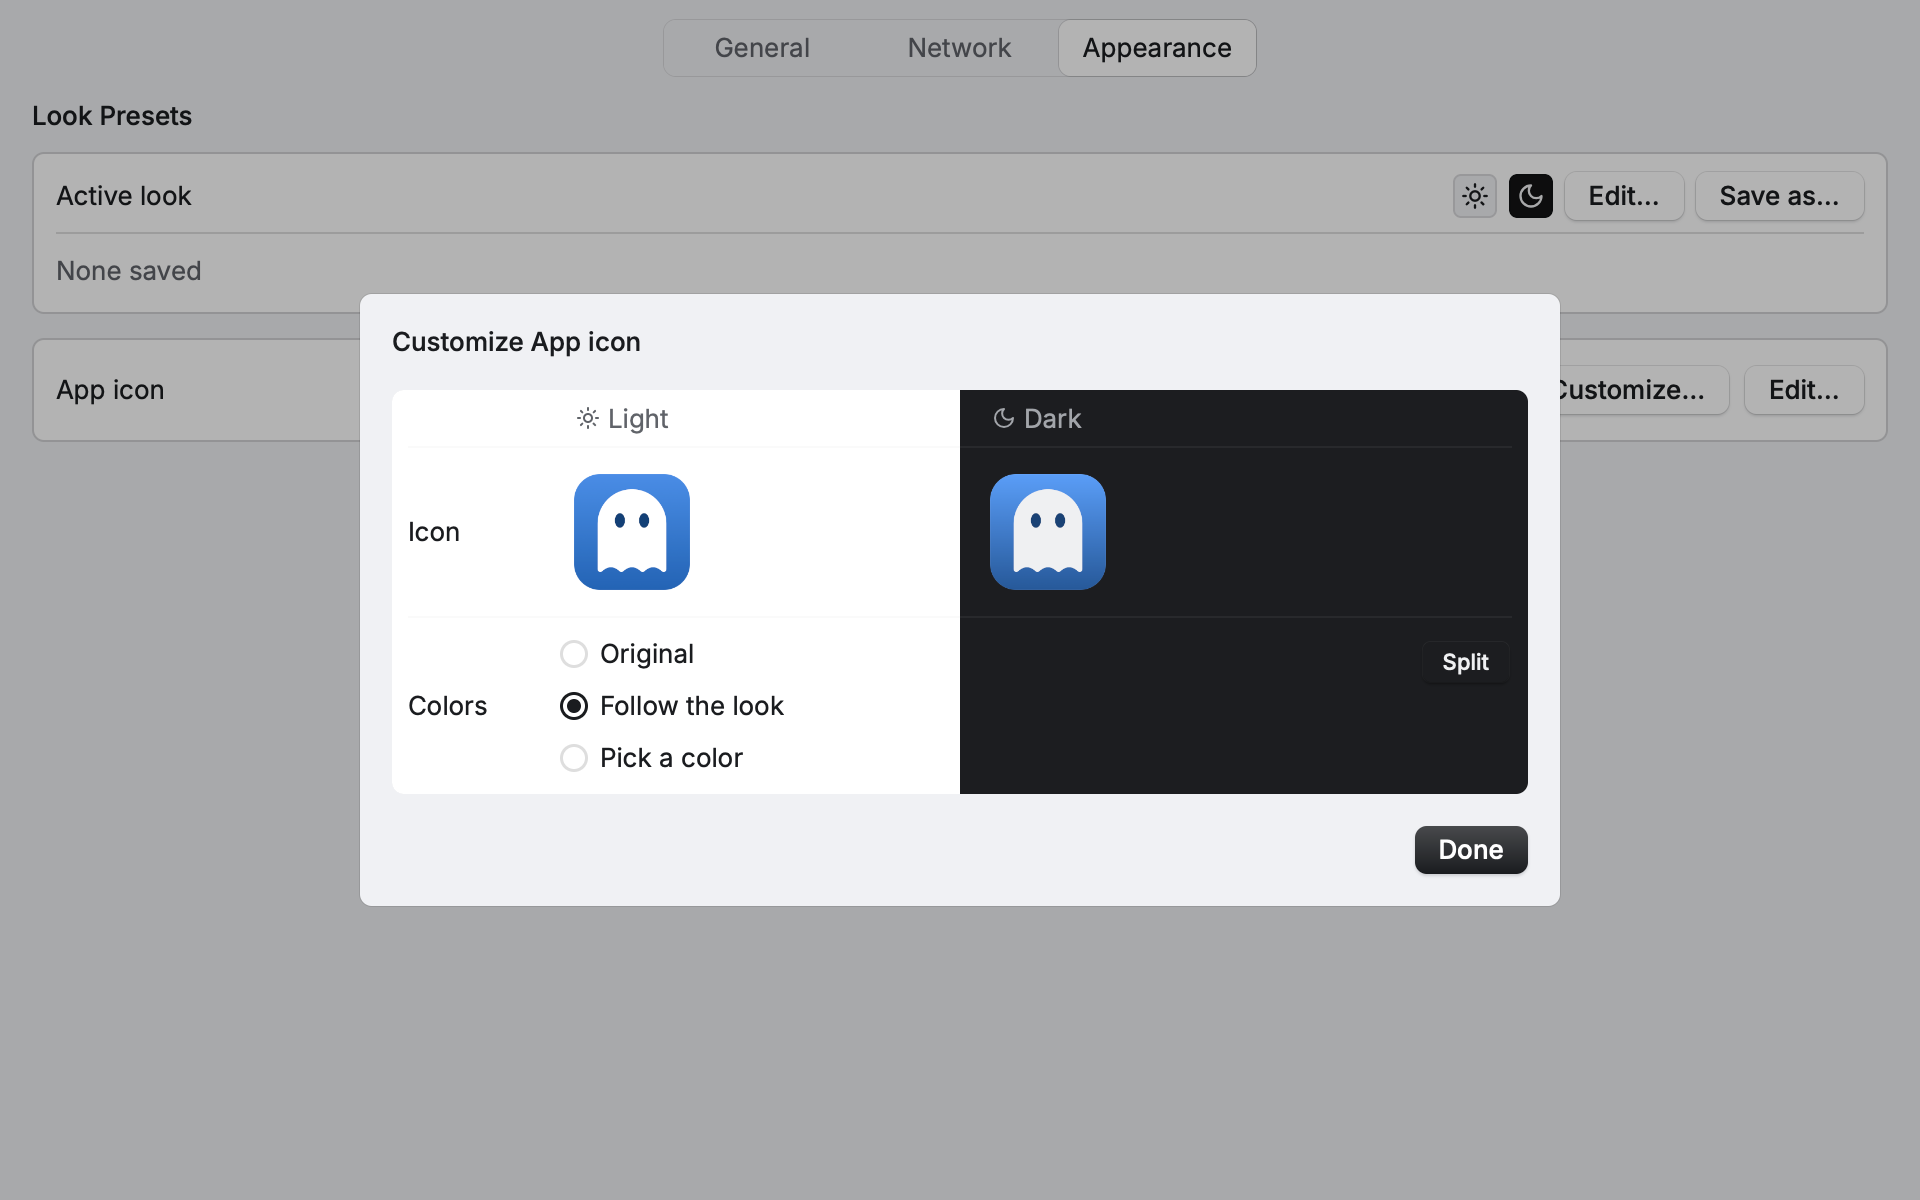 General Network Appearance
Look Presets
Active look Edit... Save as...
None saved
App icon Customize... Edit...
Customize App icon
Light Dark
Icon
Original
Split
Colors Follow the look
Pick a color
Done